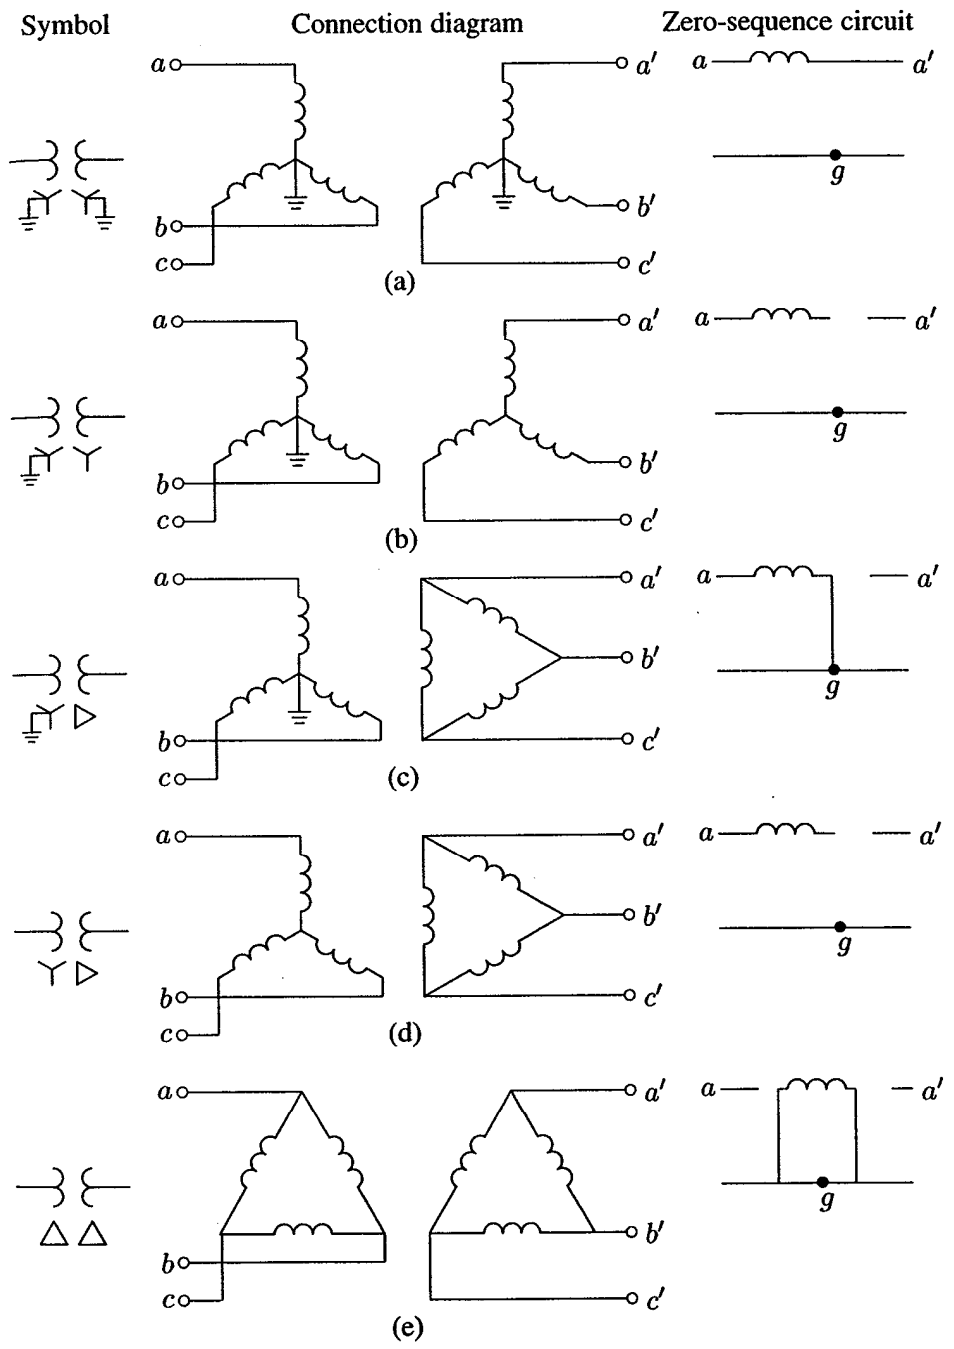 Symbol Connection diagram Zero-sequence circuit
a a′ a a′
g
b b′
c c′
(a)
a a′ a a′
g
b b′
c c′
(b)
a a′ a a′
b′
g
b c′
c
(c)
a a′ a a′
b′
g
b c′
c
(d)
a a′ a a′
g
b b′
c c′
(e)